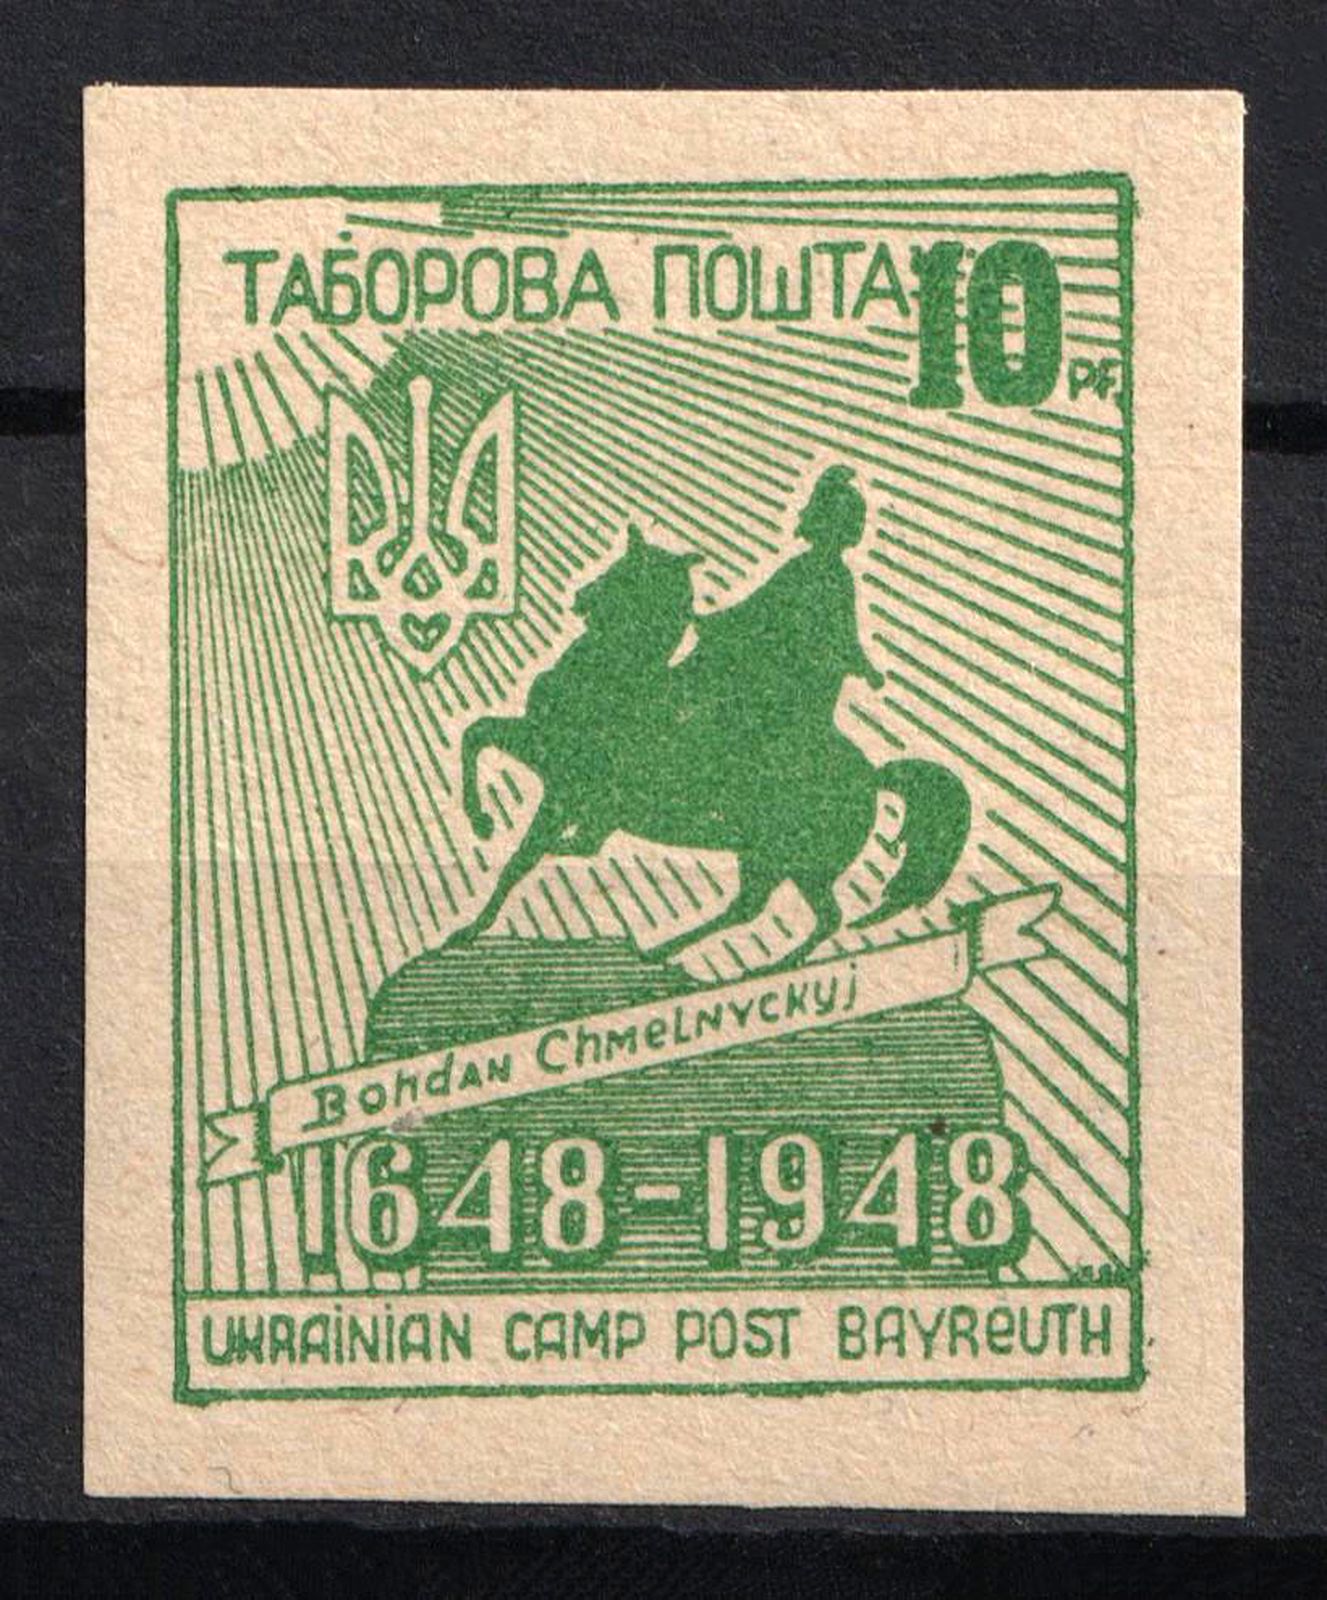 ТАБОРОВА ПОШТА 10
PF.
Bohdan Chmelnyckyj
1648-1948
UKRAINIAN CAMP POST BAYREUTH